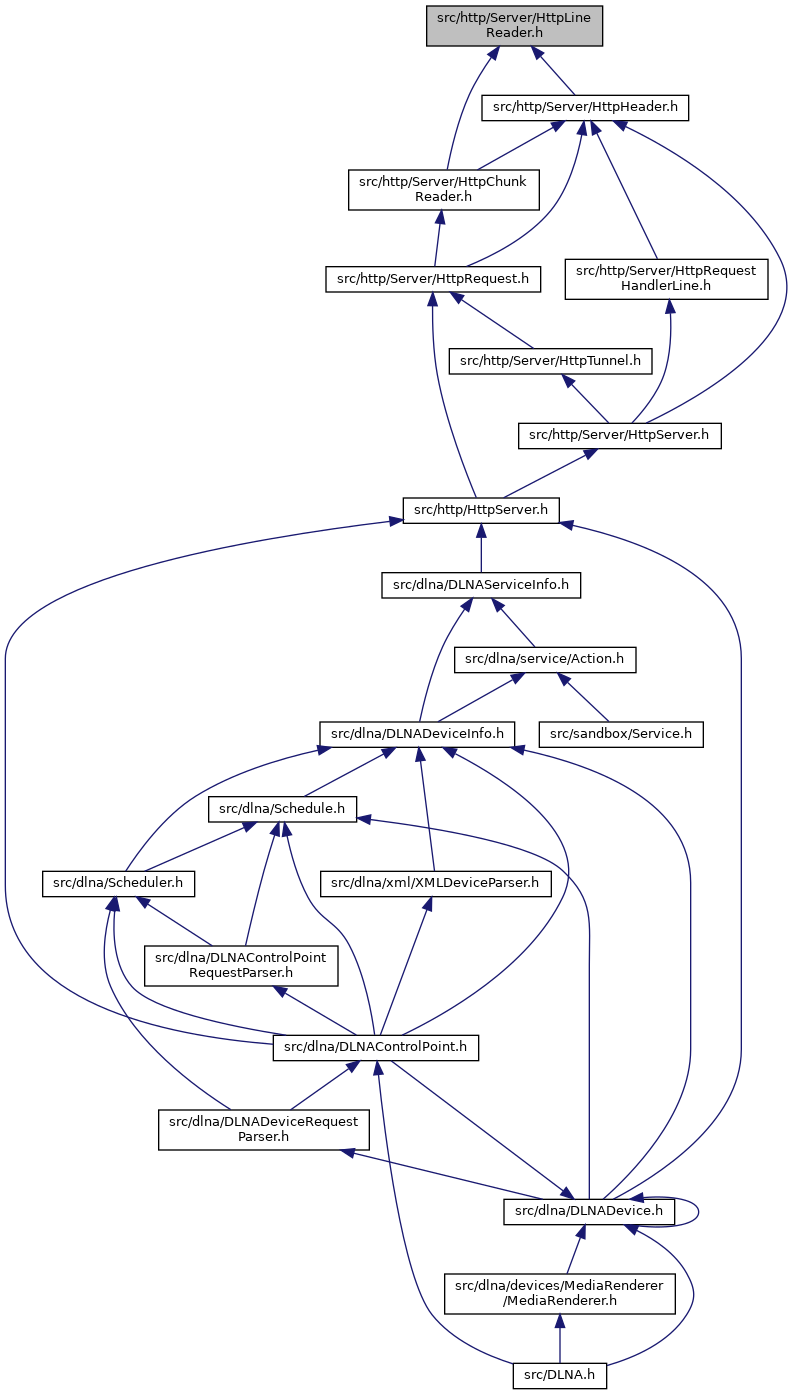 src/http/Server/HttpLine
Reader.h
src/http/Server/HttpHeader.h
src/http/Server/HttpChunk
Reader.h
src/http/Server/HttpRequest.h
src/http/Server/HttpRequest
HandlerLine.h
src/http/Server/HttpTunnel.h
src/http/Server/HttpServer.h
src/http/HttpServer.h
src/dlna/DLNAServiceInfo.h
src/dlna/service/Action.h
src/dlna/DLNADeviceInfo.h
src/sandbox/Service.h
src/dlna/Schedule.h
src/dlna/Scheduler.h
src/dlna/xml/XMLDeviceParser.h
src/dlna/DLNAControlPoint
RequestParser.h
src/dlna/DLNAControlPoint.h
src/dlna/DLNADeviceRequest
Parser.h
src/dlna/DLNADevice.h
src/dlna/devices/MediaRenderer
/MediaRenderer.h
src/DLNA.h